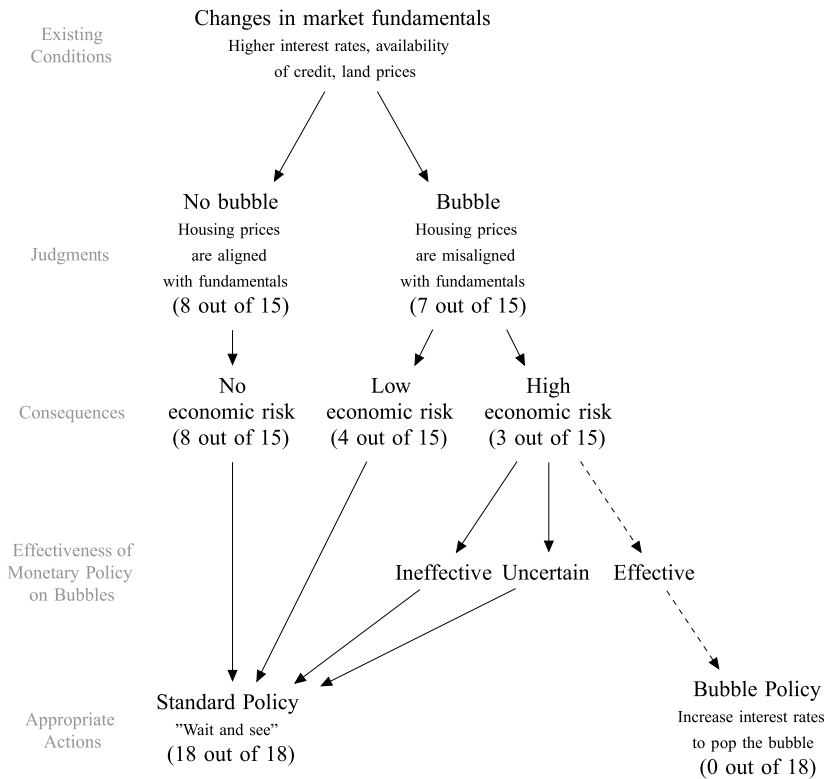 Existing
Conditions
Changes in market fundamentals
Higher interest rates, availability
of credit, land prices
Judgments
No bubble
Housing prices
are aligned
with fundamentals
(8 out of 15)
Bubble
Housing prices
are misaligned
with fundamentals
(7 out of 15)
Consequences
No
economic risk
(8 out of 15)
Low
economic risk
(4 out of 15)
High
economic risk
(3 out of 15)
Effectiveness of
Monetary Policy
on Bubbles
Ineffective
Uncertain
Effective
Appropriate
Actions
Standard Policy
”Wait and see”
(18 out of 18)
Bubble Policy
Increase interest rates
to pop the bubble
(0 out of 18)